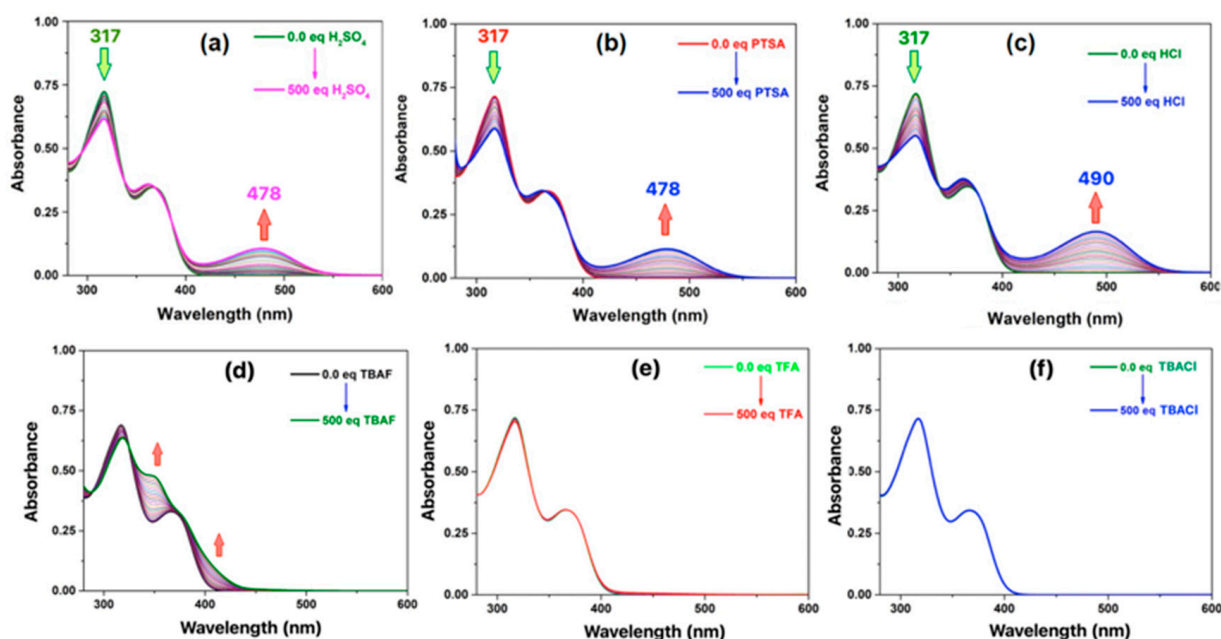 (a)
317
0.0 eq H₂SO₄
500 eq H₂SO₄
478
Absorbance
1.00
0.75
0.50
0.25
0.00
300
400
500
600
Wavelength (nm)
(b)
317
0.0 eq PTSA
500 eq PTSA
478
Absorbance
1.00
0.75
0.50
0.25
0.00
300
400
500
600
Wavelength (nm)
(c)
317
0.0 eq HCl
500 eq HCl
490
Absorbance
1.00
0.75
0.50
0.25
0.00
300
400
500
600
Wavelength (nm)
(d)
0.0 eq TBAF
500 eq TBAF
Absorbance
1.00
0.75
0.50
0.25
0.00
300
400
500
600
Wavelength (nm)
(e)
0.0 eq TFA
500 eq TFA
Absorbance
1.00
0.75
0.50
0.25
0.00
300
400
500
600
Wavelength (nm)
(f)
0.0 eq TBACl
500 eq TBACl
Absorbance
1.00
0.75
0.50
0.25
0.00
300
400
500
600
Wavelength (nm)